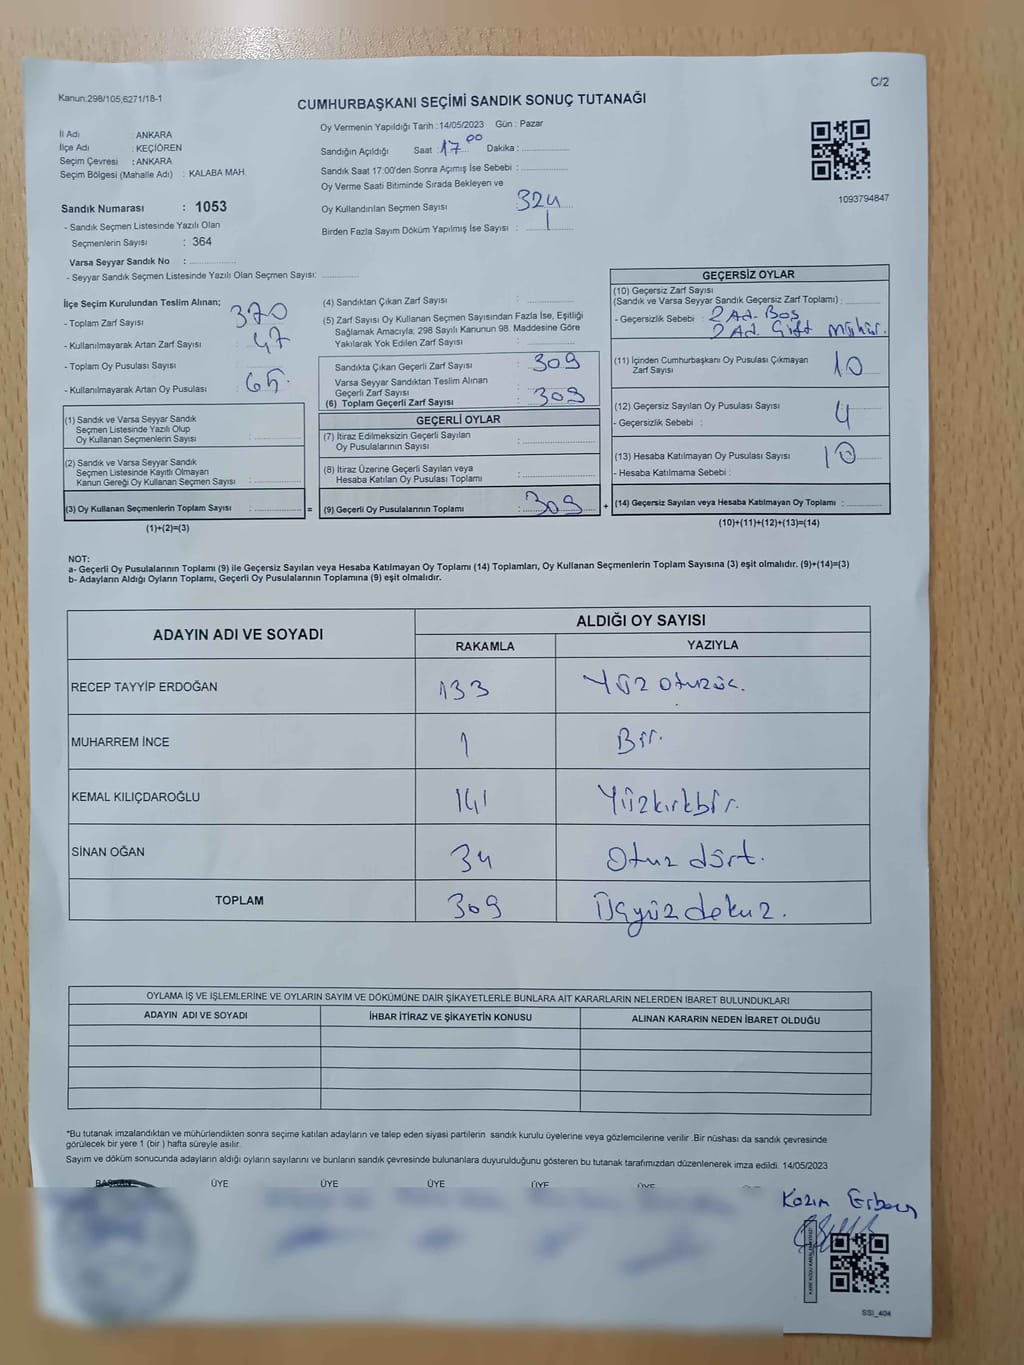 C/2
Kanun:298/105,6271/18-1
CUMHURBAŞKANI SEÇİMİ SANDIK SONUÇ TUTANAĞI
İl Adı : ANKARA
İlçe Adı : KEÇİÖREN
Seçim Çevresi : ANKARA
Seçim Bölgesi (Mahalle Adı) : KALABA MAH.
Oy Vermenin Yapıldığı Tarih :14/05/2023 Gün : Pazar
Sandığın Açıldığı Saat : 17 00 Dakika :
Sandık Saat 17:00'den Sonra Açımış İse Sebebi :
Oy Verme Saati Bitiminde Sırada Bekleyen ve
Oy Kullandırılan Seçmen Sayısı : 324
Birden Fazla Sayım Döküm Yapılmış İse Sayısı : 1
1093794847
Sandık Numarası : 1053
- Sandık Seçmen Listesinde Yazılı Olan
Seçmenlerin Sayısı : 364
Varsa Seyyar Sandık No :
- Seyyar Sandık Seçmen Listesinde Yazılı Olan Seçmen Sayısı:
İlçe Seçim Kurulundan Teslim Alınan;
- Toplam Zarf Sayısı : 370
- Kullanılmayarak Artan Zarf Sayısı : 47
- Toplam Oy Pusulası Sayısı :
- Kullanılmayarak Artan Oy Pusulası : 65.
(1) Sandık ve Varsa Seyyar Sandık
Seçmen Listesinde Yazılı Olup
Oy Kullanan Seçmenlerin Sayısı :
(2) Sandık ve Varsa Seyyar Sandık
Seçmen Listesinde Kayıtlı Olmayan
Kanun Gereği Oy Kullanan Seçmen Sayısı :
(3) Oy Kullanan Seçmenlerin Toplam Sayısı : =
(1)+(2)=(3)
(4) Sandıktan Çıkan Zarf Sayısı :
(5) Zarf Sayısı Oy Kullanan Seçmen Sayısından Fazla İse, Eşitliği
Sağlamak Amacıyla; 298 Sayılı Kanunun 98. Maddesine Göre
Yakılarak Yok Edilen Zarf Sayısı :
Sandıkta Çıkan Geçerli Zarf Sayısı : 309
Varsa Seyyar Sandıktan Teslim Alınan
Geçerli Zarf Sayısı
(6) Toplam Geçerli Zarf Sayısı : 309
GEÇERLİ OYLAR
(7) İtiraz Edilmeksizin Geçerli Sayılan
Oy Pusulalarının Sayısı :
(8) İtiraz Üzerine Geçerli Sayılan veya
Hesaba Katılan Oy Pusulası Toplamı :
(9) Geçerli Oy Pusulalarının Toplamı : 309 +
GEÇERSİZ OYLAR
(10) Geçersiz Zarf Sayısı
(Sandık ve Varsa Seyyar Sandık Geçersiz Zarf Toplamı) :
- Geçersizlik Sebebi : 2 Ad. Boş
2 Ad. Çift Mühür.
(11) İçinden Cumhurbaşkanı Oy Pusulası Çıkmayan
Zarf Sayısı : 10
(12) Geçersiz Sayılan Oy Pusulası Sayısı : 4
- Geçersizlik Sebebi :
(13) Hesaba Katılmayan Oy Pusulası Sayısı : 10
- Hesaba Katılmama Sebebi :
(14) Geçersiz Sayılan veya Hesaba Katılmayan Oy Toplamı :
(10)+(11)+(12)+(13)=(14)
NOT:
a- Geçerli Oy Pusulalarının Toplamı (9) ile Geçersiz Sayılan veya Hesaba Katılmayan Oy Toplamı (14) Toplamları, Oy Kullanan Seçmenlerin Toplam Sayısına (3) eşit olmalıdır. (9)+(14)=(3)
b- Adayların Aldığı Oyların Toplamı, Geçerli Oy Pusulalarının Toplamına (9) eşit olmalıdır.
ADAYIN ADI VE SOYADI
ALDIĞI OY SAYISI
RAKAMLA YAZIYLA
RECEP TAYYİP ERDOĞAN 133 Yüz otuzüç.
MUHARREM İNCE 1 Bir.
KEMAL KILIÇDAROĞLU 141 Yüzkırkbir.
SİNAN OĞAN 34 Otuz dört.
TOPLAM 309 Üçyüz dokuz.
OYLAMA İŞ VE İŞLEMLERİNE VE OYLARIN SAYIM VE DÖKÜMÜNE DAİR ŞİKAYETLERLE BUNLARA AİT KARARLARIN NELERDEN İBARET BULUNDUKLARI
ADAYIN ADI VE SOYADI İHBAR İTİRAZ VE ŞİKAYETİN KONUSU ALINAN KARARIN NEDEN İBARET OLDUĞU
*Bu tutanak imzalandıktan ve mühürlendikten sonra seçime katılan adayların ve talep eden siyasi partilerin sandık kurulu üyelerine veya gözlemcilerine verilir .Bir nüshası da sandık çevresinde
görülecek bir yere 1 (bir ) hafta süreyle asılır.
Sayım ve döküm sonucunda adayların aldığı oyların sayılarını ve bunların sandık çevresinde bulunanlara duyurulduğunu gösteren bu tutanak tarafımızdan düzenlenerek imza edildi. 14/05/2023
BAŞKAN ÜYE ÜYE ÜYE ÜYE ÜYE
Kazım
SSI_404